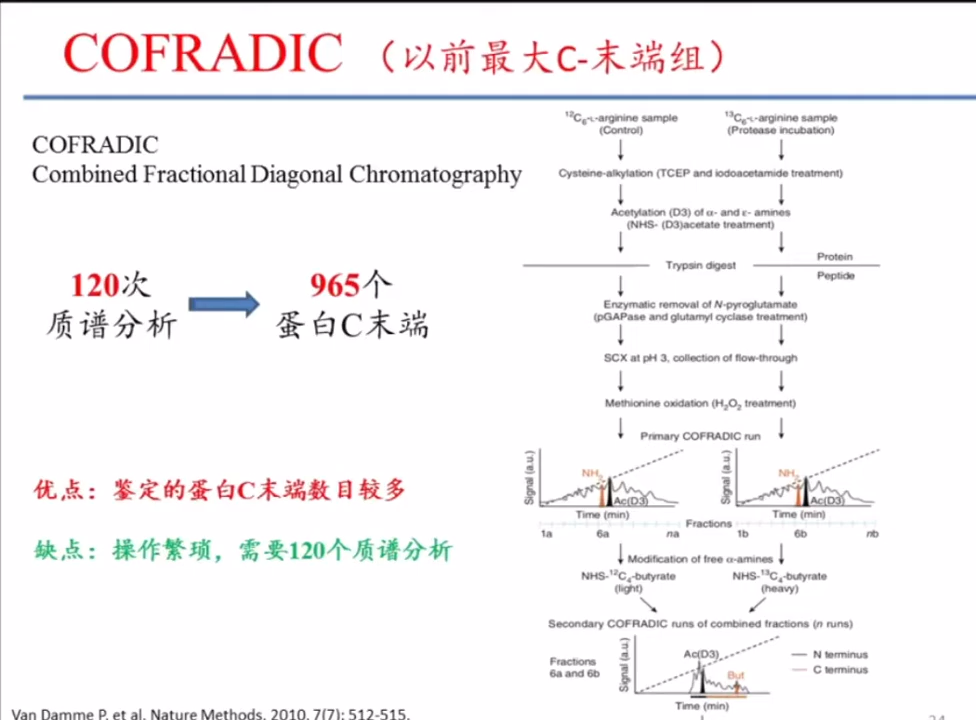 COFRADIC（以前最大C-末端组）
COFRADIC
Combined Fractional Diagonal Chromatography
120次
质谱分析
965个
蛋白C末端
优点：鉴定的蛋白C末端数目较多
缺点：操作繁琐，需要120个质谱分析
Van Damme P, et al. Nature Methods, 2010, 7(7): 512-515.
¹²C₆-L-arginine sample
(Control)
¹³C₆-L-arginine sample
(Protease incubation)
Cysteine-alkylation (TCEP and iodoacetamide treatment)
Acetylation (D3) of α- and ε- amines
(NHS- (D3)acetate treatment)
Trypsin digest
Protein
Peptide
Enzymatic removal of N-pyroglutamate
(pGAPase and glutamyl cyclase treatment)
SCX at pH 3, collection of flow-through
Methionine oxidation (H₂O₂ treatment)
Primary COFRADIC run
Signal (a.u.)
NH₂
Ac(D3)
Time (min)
Signal (a.u.)
NH₂
Ac(D3)
Time (min)
Fractions
1a 6a na
1b 6b nb
Modification of free α-amines
NHS-¹²C₄-butyrate
(light)
NHS-¹³C₄-butyrate
(heavy)
Secondary COFRADIC runs of combined fractions (n runs)
Fractions
6a and 6b
Signal (a.u.)
Ac(D3)
But
Time (min)
N terminus
C terminus